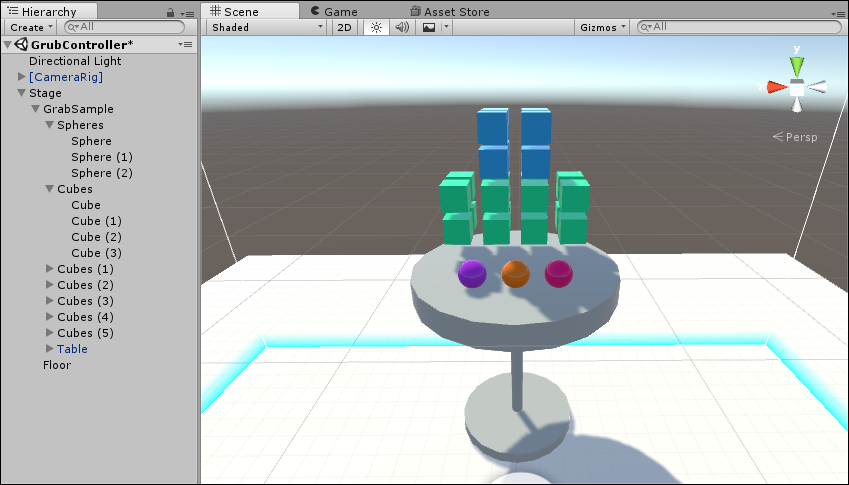 Hierarchy
Create
All
GrubController*
Directional Light
[CameraRig]
Stage
GrabSample
Spheres
Sphere
Sphere (1)
Sphere (2)
Cubes
Cube
Cube (1)
Cube (2)
Cube (3)
Cubes (1)
Cubes (2)
Cubes (3)
Cubes (4)
Cubes (5)
Table
Floor
Scene Game Asset Store
Shaded 2D Gizmos All
y
Persp